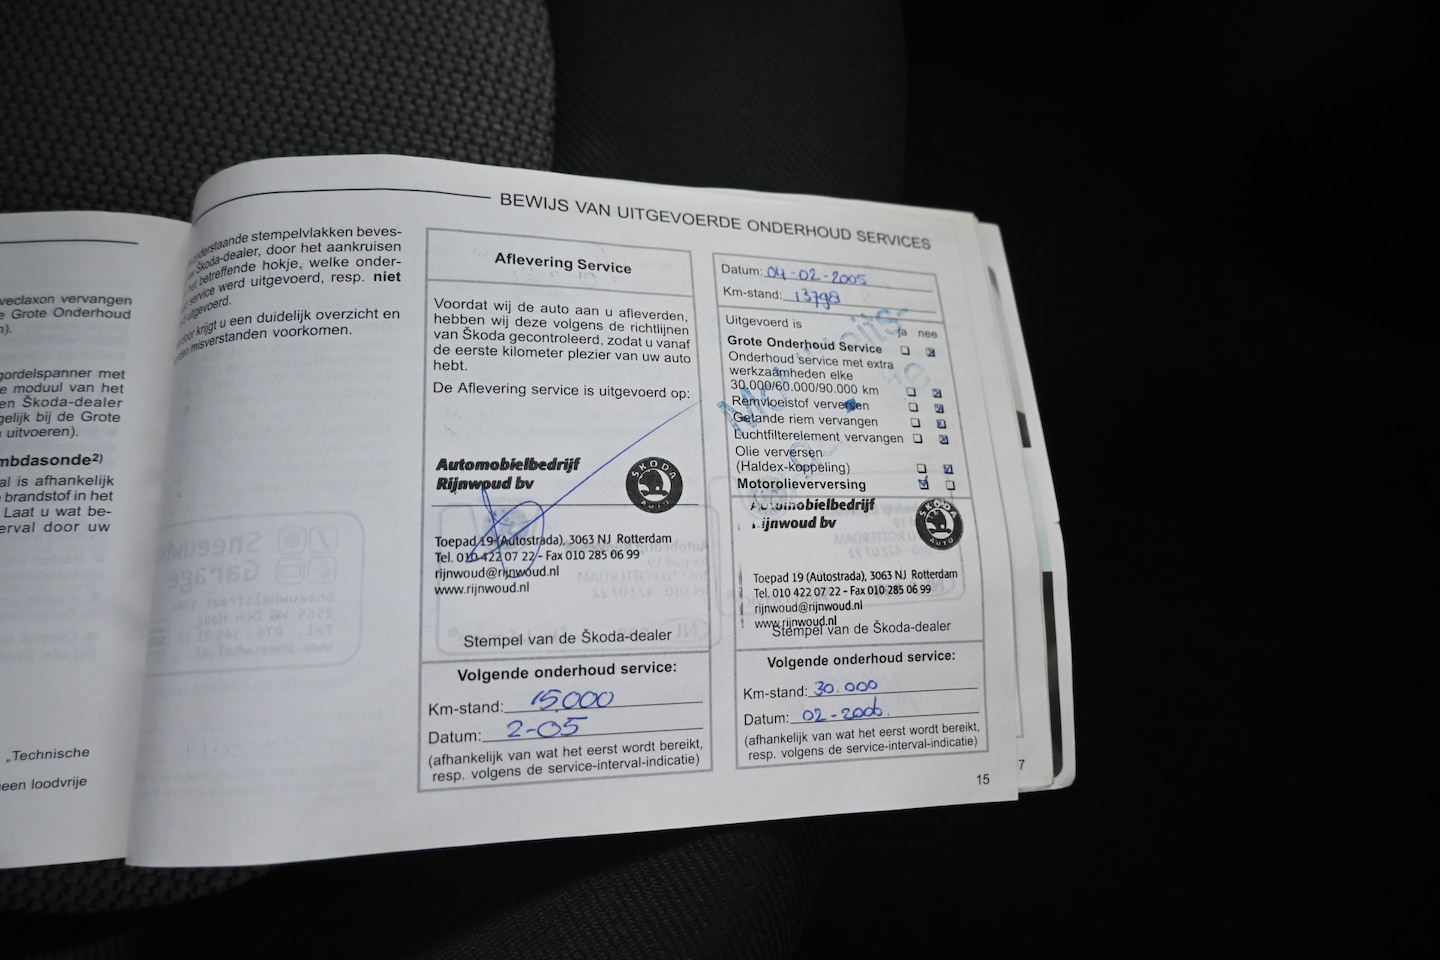 BEWIJS VAN UITGEVOERDE ONDERHOUD SERVICES
veclaxon vervangen
Grote Onderhoud
gordelspanner met
moduul van het
en Škoda-dealer
gelijk bij de Grote
uitvoeren).
mbdasonde²)
al is afhankelijk
brandstof in het
Laat u wat be-
erval door uw
„Technische
een loodvrije
onderstaande stempelvlakken beves-
Škoda-dealer, door het aankruisen
het betreffende hokje, welke onder-
service werd uitgevoerd, resp. niet
uitgevoerd.
krijgt u een duidelijk overzicht en
misverstanden voorkomen.
Aflevering Service
Voordat wij de auto aan u afleverden,
hebben wij deze volgens de richtlijnen
van Škoda gecontroleerd, zodat u vanaf
de eerste kilometer plezier van uw auto
hebt.
De Aflevering service is uitgevoerd op:
Automobielbedrijf
Rijnwoud bv
ŠKODA
AUTO
Toepad 19 (Autostrada), 3063 NJ Rotterdam
Tel. 010 422 07 22 – Fax 010 285 06 99
rijnwoud@rijnwoud.nl
www.rijnwoud.nl
Stempel van de Škoda-dealer
Volgende onderhoud service:
Km-stand: 15.000
Datum: 2-05
(afhankelijk van wat het eerst wordt bereikt,
resp. volgens de service-interval-indicatie)
Datum: 04-02-2005
Km-stand: 13798
Uitgevoerd is
ja nee
Grote Onderhoud Service
Onderhoud service met extra
werkzaamheden elke
30.000/60.000/90.000 km
Remvloeistof verversen
Getande riem vervangen
Luchtfilterelement vervangen
Olie verversen
(Haldex-koppeling)
Motorolieverversing
Automobielbedrijf
Rijnwoud bv
ŠKODA
AUTO
Toepad 19 (Autostrada), 3063 NJ Rotterdam
Tel. 010 422 07 22 – Fax 010 285 06 99
rijnwoud@rijnwoud.nl
www.rijnwoud.nl
Stempel van de Škoda-dealer
Volgende onderhoud service:
Km-stand: 30.000
Datum: 02-2006.
(afhankelijk van wat het eerst wordt bereikt,
resp. volgens de service-interval-indicatie)
15
7